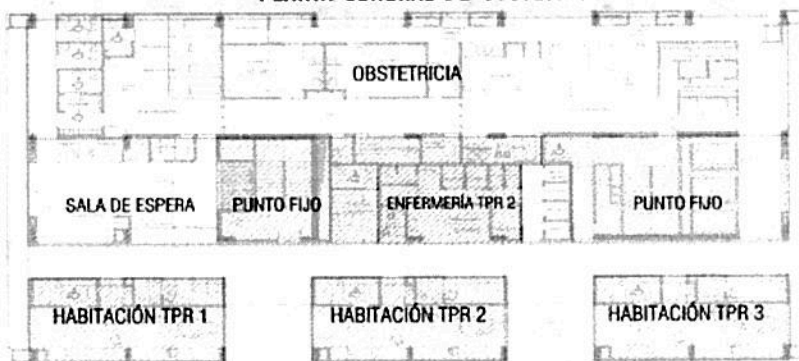 OBSTETRICIA
SALA DE ESPERA
PUNTO FIJO
ENFERMERÍA TPR 2
PUNTO FIJO
HABITACIÓN TPR 1
HABITACIÓN TPR 2
HABITACIÓN TPR 3